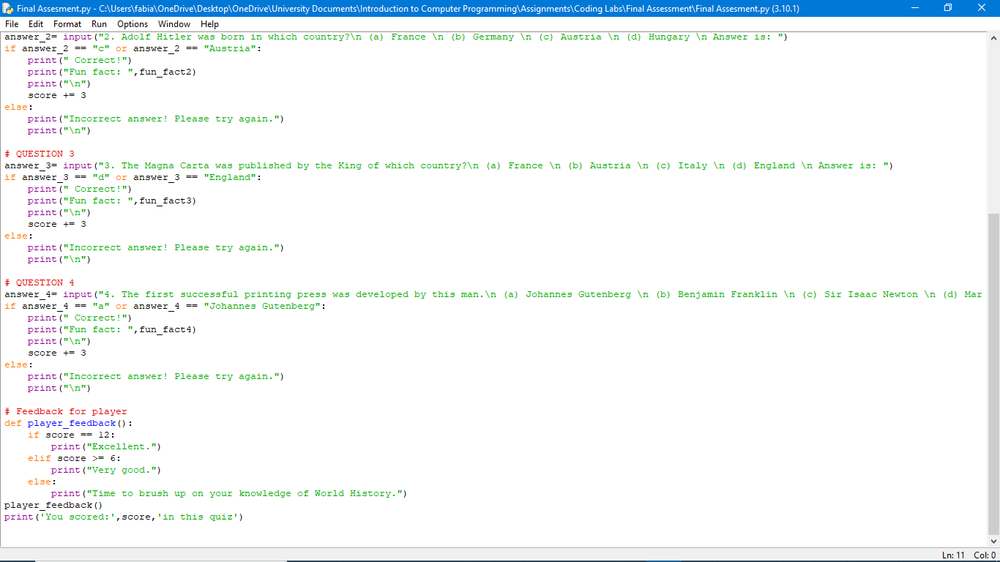 Final Assesment.py - C:\Users\fabia\OneDrive\Desktop\OneDrive\University Documents\Introduction to Computer Programming\Assignments\Coding Labs\Final Assessment\Final Assesment.py (3.10.1)
File Edit Format Run Options Window Help
answer_2= input("2. Adolf Hitler was born in which country?\n (a) France \n (b) Germany \n (c) Austria \n (d) Hungary \n Answer is: ")
if answer_2 == "c" or answer_2 == "Austria":
    print(" Correct!")
    print("Fun fact: ",fun_fact2)
    print("\n")
    score += 3
else:
    print("Incorrect answer! Please try again.")
    print("\n")

# QUESTION 3
answer_3= input("3. The Magna Carta was published by the King of which country?\n (a) France \n (b) Austria \n (c) Italy \n (d) England \n Answer is: ")
if answer_3 == "d" or answer_3 == "England":
    print(" Correct!")
    print("Fun fact: ",fun_fact3)
    print("\n")
    score += 3
else:
    print("Incorrect answer! Please try again.")
    print("\n")

# QUESTION 4
answer_4= input("4. The first successful printing press was developed by this man.\n (a) Johannes Gutenberg \n (b) Benjamin Franklin \n (c) Sir Isaac Newton \n (d) Mar
if answer_4 == "a" or answer_4 == "Johannes Gutenberg":
    print(" Correct!")
    print("Fun fact: ",fun_fact4)
    print("\n")
    score += 3
else:
    print("Incorrect answer! Please try again.")
    print("\n")

# Feedback for player
def player_feedback():
    if score == 12:
        print("Excellent.")
    elif score >= 6:
        print("Very good.")
    else:
        print("Time to brush up on your knowledge of World History.")
player_feedback()
print('You scored:',score,'in this quiz')
Ln: 11 Col: 0